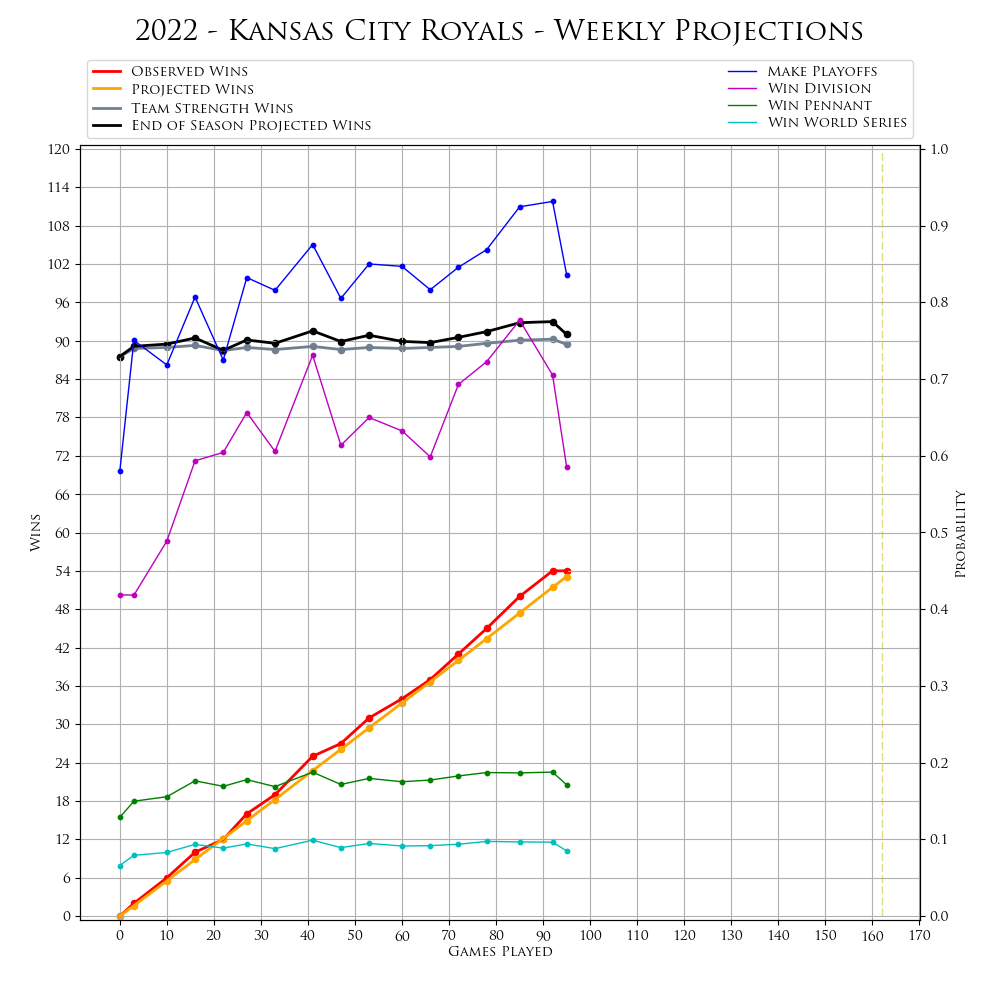 2022 - Kansas City Royals - Weekly Projections
Observed Wins
Projected Wins
Team Strength Wins
End of Season Projected Wins
Make Playoffs
Win Division
Win Pennant
Win World Series
120
114
108
102
96
90
84
78
72
66
60
54
48
42
36
30
24
18
12
6
0
Wins
1.0
0.9
0.8
0.7
0.6
0.5
0.4
0.3
0.2
0.1
0.0
Probability
0 10 20 30 40 50 60 70 80 90 100 110 120 130 140 150 160 170
Games Played